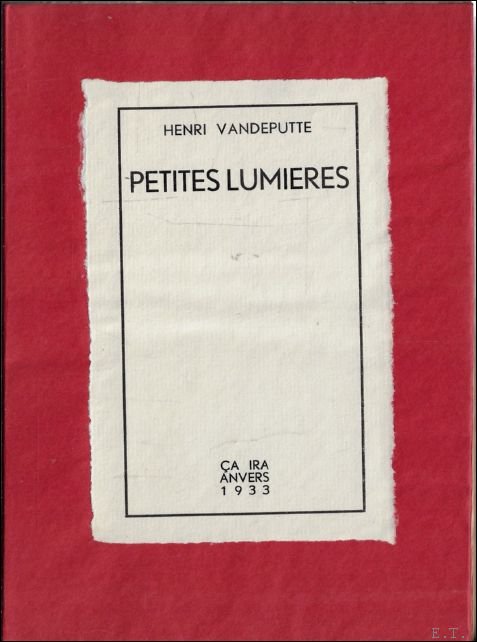 HENRI VANDEPUTTE
PETITES LUMIERES
ÇA IRA
ANVERS
1933
E.T.